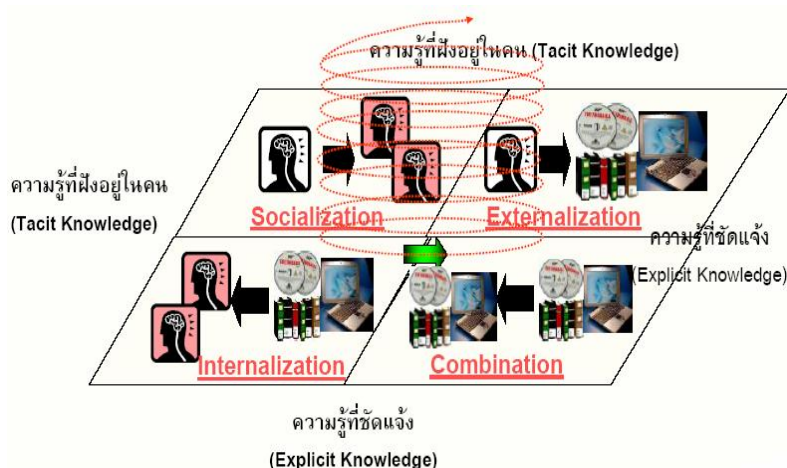 ความรู้ที่ฝังอยู่ในคน (Tacit Knowledge)
ความรู้ที่ฝังอยู่ในคน
(Tacit Knowledge)
Socialization
Externalization
ความรู้ที่ชัดแจ้ง
(Explicit Knowledge)
Internalization
Combination
ความรู้ที่ชัดแจ้ง
(Explicit Knowledge)